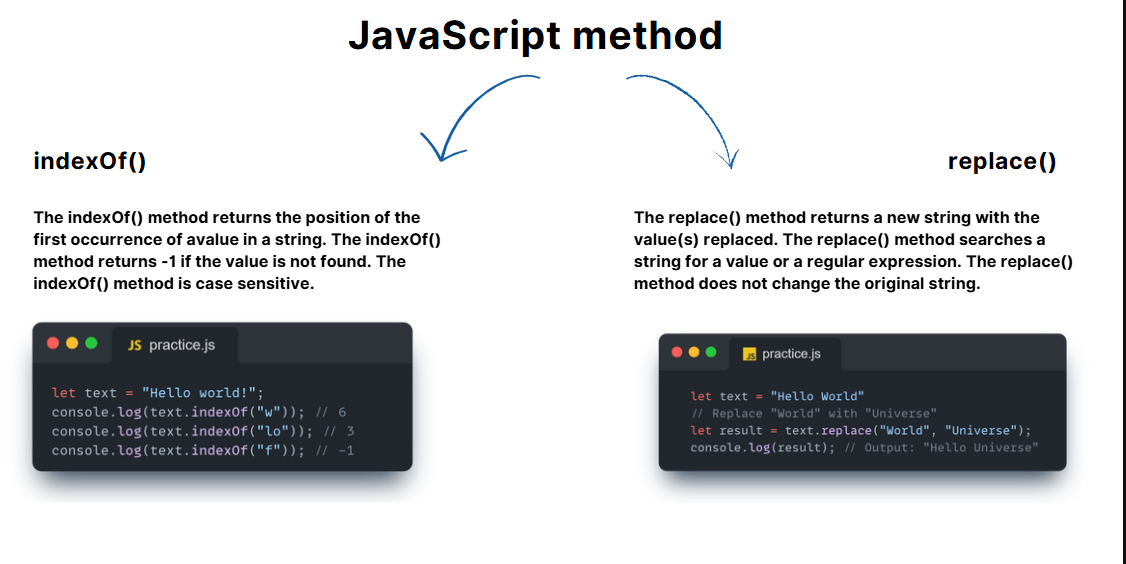 JavaScript method
indexOf()
The indexOf() method returns the position of the
first occurrence of avalue in a string. The indexOf()
method returns -1 if the value is not found. The
indexOf() method is case sensitive.
JS practice.js
let text = "Hello world!";
console.log(text.indexOf("w")); // 6
console.log(text.indexOf("lo")); // 3
console.log(text.indexOf("f")); // -1
replace()
The replace() method returns a new string with the
value(s) replaced. The replace() method searches a
string for a value or a regular expression. The replace()
method does not change the original string.
JS practice.js
let text = "Hello World"
// Replace "World" with "Universe"
let result = text.replace("World", "Universe");
console.log(result); // Output: "Hello Universe"